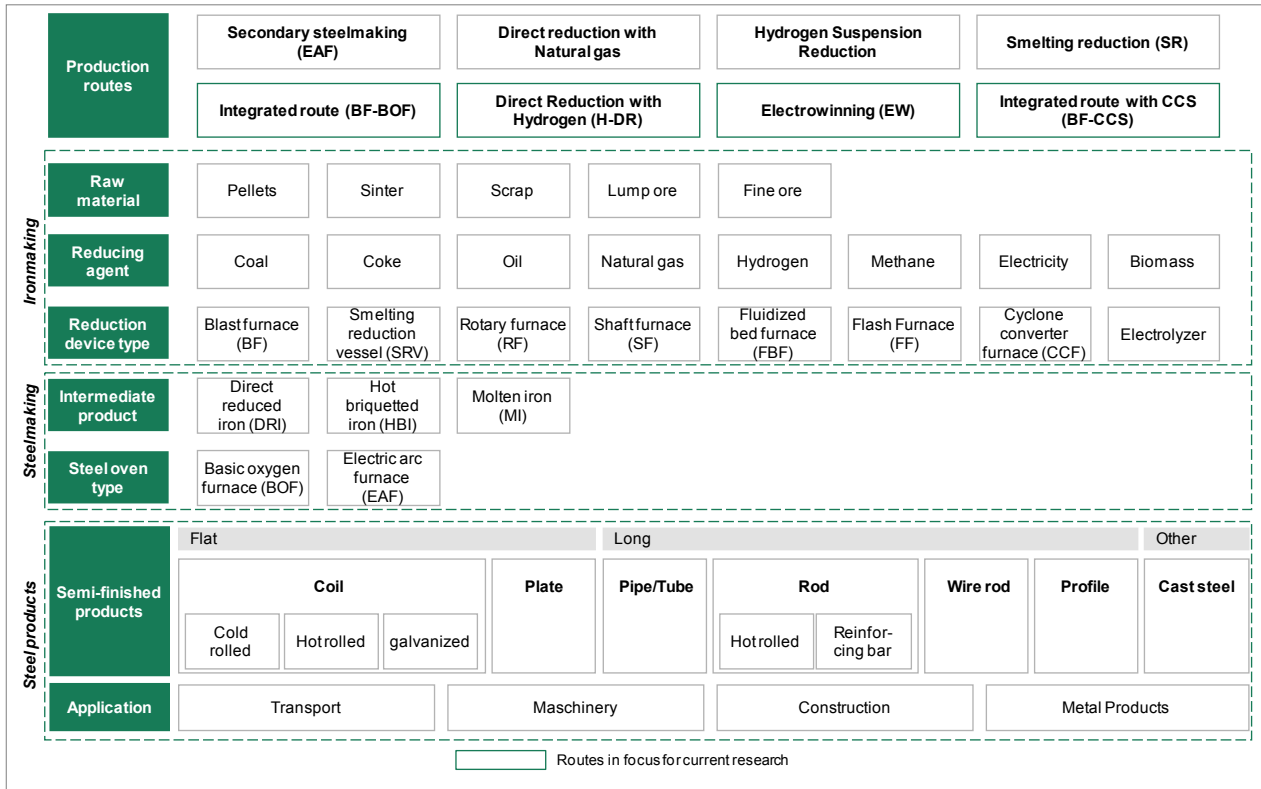 Production
routes
Secondary steelmaking
(EAF)
Direct reduction with
Natural gas
Hydrogen Suspension
Reduction
Smelting reduction (SR)
Integrated route (BF-BOF)
Direct Reduction with
Hydrogen (H-DR)
Electrowinning (EW)
Integrated route with CCS
(BF-CCS)
Ironmaking
Raw
material
Pellets
Sinter
Scrap
Lump ore
Fine ore
Reducing
agent
Coal
Coke
Oil
Natural gas
Hydrogen
Methane
Electricity
Biomass
Reduction
device type
Blast furnace
(BF)
Smelting
reduction
vessel (SRV)
Rotary furnace
(RF)
Shaft furnace
(SF)
Fluidized
bed furnace
(FBF)
Flash Furnace
(FF)
Cyclone
converter
furnace (CCF)
Electrolyzer
Steelmaking
Intermediate
product
Direct
reduced
iron (DRI)
Hot
briquetted
iron (HBI)
Molten iron
(MI)
Steel oven
type
Basic oxygen
furnace (BOF)
Electric arc
furnace
(EAF)
Steel products
Semi-finished
products
Flat
Long
Other
Coil
Cold
rolled
Hot rolled
galvanized
Plate
Pipe/Tube
Rod
Hot rolled
Reinfor-
cing bar
Wire rod
Profile
Cast steel
Application
Transport
Maschinery
Construction
Metal Products
Routes in focus for current research